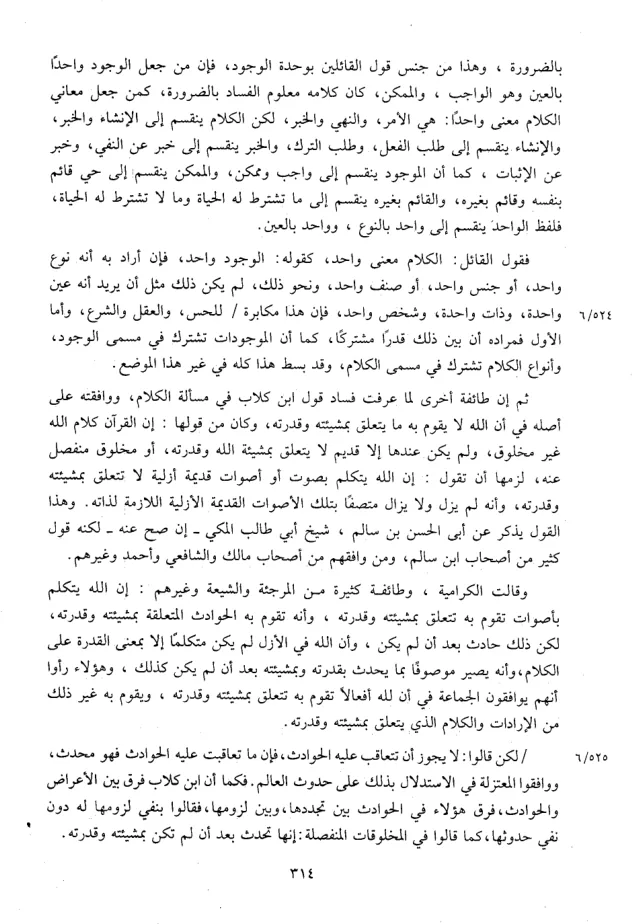 بالضرورة ، وهذا من جنس قول القائلين بوحدة الوجود، فإن من جعل الوجود واحدًا
بالعين وهو الواجب ، والممكن، كان كلامه معلوم الفساد بالضرورة، كمن جعل معاني
الكلام معنى واحدًا: هي الأمر، والنهي والخبر، لكن الكلام ينقسم إلى الإنشاء والخبر،
والإنشاء ينقسم إلى طلب الفعل، وطلب الترك، والخبر ينقسم إلى خبر عن النفي، وخبر
عن الإثبات ، كما أن الموجود ينقسم إلى واجب وممكن، والممكن ينقسم إلى حي قائم
بنفسه وقائم بغيره، والقائم بغيره ينقسم إلى ما تشترط له الحياة وما لا تشترط له الحياة،
فلفظ الواحد ينقسم إلى واحد بالنوع ، وواحد بالعين.
فقول القائل: الكلام معنى واحد، كقوله: الوجود واحد، فإن أراد به أنه نوع
واحد، أو جنس واحد، أو صنف واحد، ونحو ذلك، لم يكن ذلك مثل أن يريد أنه عين
واحدة، وذات واحدة، وشخص واحد، فإن هذا مكابرة / للحس، والعقل والشرع، وأما
٦/٥٢٤
الأول فمراده أن بين ذلك قدرًا مشتركًا، كما أن الموجودات تشترك في مسمى الوجود،
وأنواع الكلام تشترك في مسمى الكلام، وقد بسط هذا كله في غير هذا الموضع.
ثم إن طائفة أخرى لما عرفت فساد قول ابن كلاب في مسألة الكلام، ووافقته على
أصله في أن الله لا يقوم به ما يتعلق بمشيئته وقدرته، وكان من قولها : إن القرآن كلام الله
غير مخلوق، ولم يكن عندها إلا قديم لا يتعلق بمشيئة الله وقدرته، أو مخلوق منفصل
عنه، لزمها أن تقول : إن الله يتكلم بصوت أو أصوات قديمة أزلية لا تتعلق بمشيئته
وقدرته، وأنه لم يزل ولا يزال متصفًا بتلك الأصوات القديمة الأزلية اللازمة لذاته. وهذا
القول يذكر عن أبى الحسن بن سالم ، شيخ أبي طالب المكي ـ إن صح عنه ـ لكنه قول
كثير من أصحاب ابن سالم، ومن وافقهم من أصحاب مالك والشافعي وأحمد وغيرهم.
وقالت الكرامية ، وطائفة كثيرة من المرجئة والشيعة وغيرهم : إن الله يتكلم
بأصوات تقوم به تتعلق بمشيئته وقدرته ، وأنه تقوم به الحوادث المتعلقة بمشيئته وقدرته،
لكن ذلك حادث بعد أن لم يكن ، وأن الله في الأزل لم يكن متكلمًا إلا بمعنى القدرة على
الكلام،وأنه يصير موصوفًا بما يحدث بقدرته وبمشيئته بعد أن لم يكن كذلك ، وهؤلاء رأوا
أنهم يوافقون الجماعة في أن لله أفعالاً تقوم به تتعلق بمشيئته وقدرته ، ويقوم به غير ذلك
من الإرادات والكلام الذي يتعلق بمشيئته وقدرته.
/ لكن قالوا: لا يجوز أن تتعاقب عليه الحوادث،فإن ما تعاقبت عليه الحوادث فهو محدث،
٦/٥٢٥
ووافقوا المعتزلة في الاستدلال بذلك على حدوث العالم. فكما أن ابن كلاب فرق بين الأعراض
والحوادث، فرق هؤلاء في الحوادث بين تجددها،وبين لزومها، فقالوا بنفي لزومها له دون
نفي حدوثها،كما قالوا في المخلوقات المنفصلة:إنها تحدث بعد أن لم تكن بمشيئته وقدرته.
٣١٤